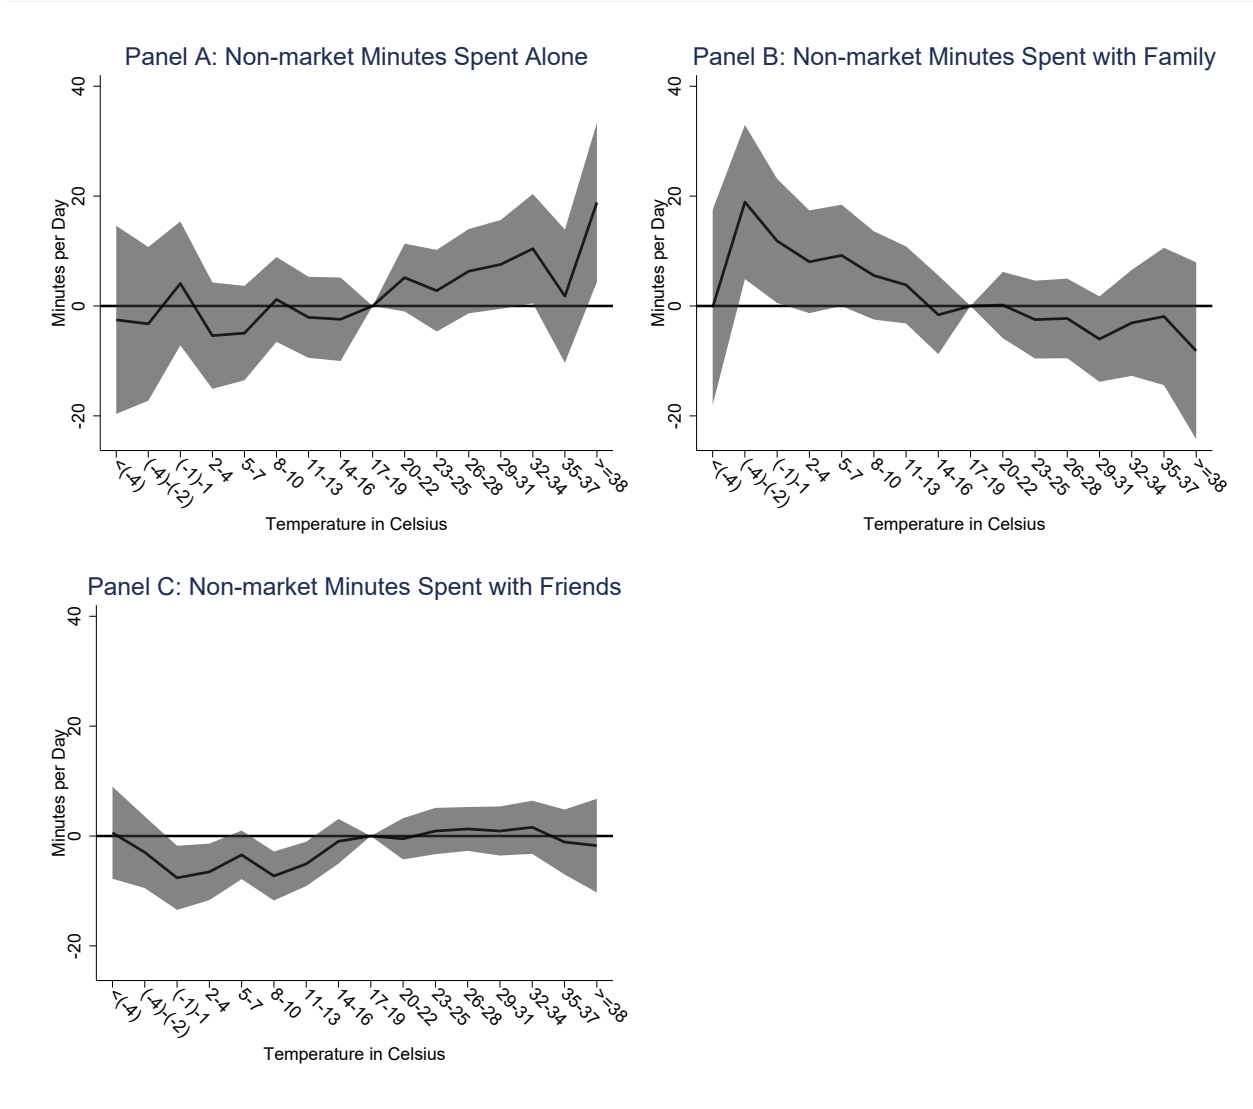 Panel A: Non-market Minutes Spent Alone
Minutes per Day
40
20
0
-20
<(-4) (-4)-(-2) (-1)-1 2-4 5-7 8-10 11-13 14-16 17-19 20-22 23-25 26-28 29-31 32-34 35-37 >=38
Temperature in Celsius
Panel B: Non-market Minutes Spent with Family
Minutes per Day
40
20
0
-20
<(-4) (-4)-(-2) (-1)-1 2-4 5-7 8-10 11-13 14-16 17-19 20-22 23-25 26-28 29-31 32-34 35-37 >=38
Temperature in Celsius
Panel C: Non-market Minutes Spent with Friends
Minutes per Day
40
20
0
-20
<(-4) (-4)-(-2) (-1)-1 2-4 5-7 8-10 11-13 14-16 17-19 20-22 23-25 26-28 29-31 32-34 35-37 >=38
Temperature in Celsius